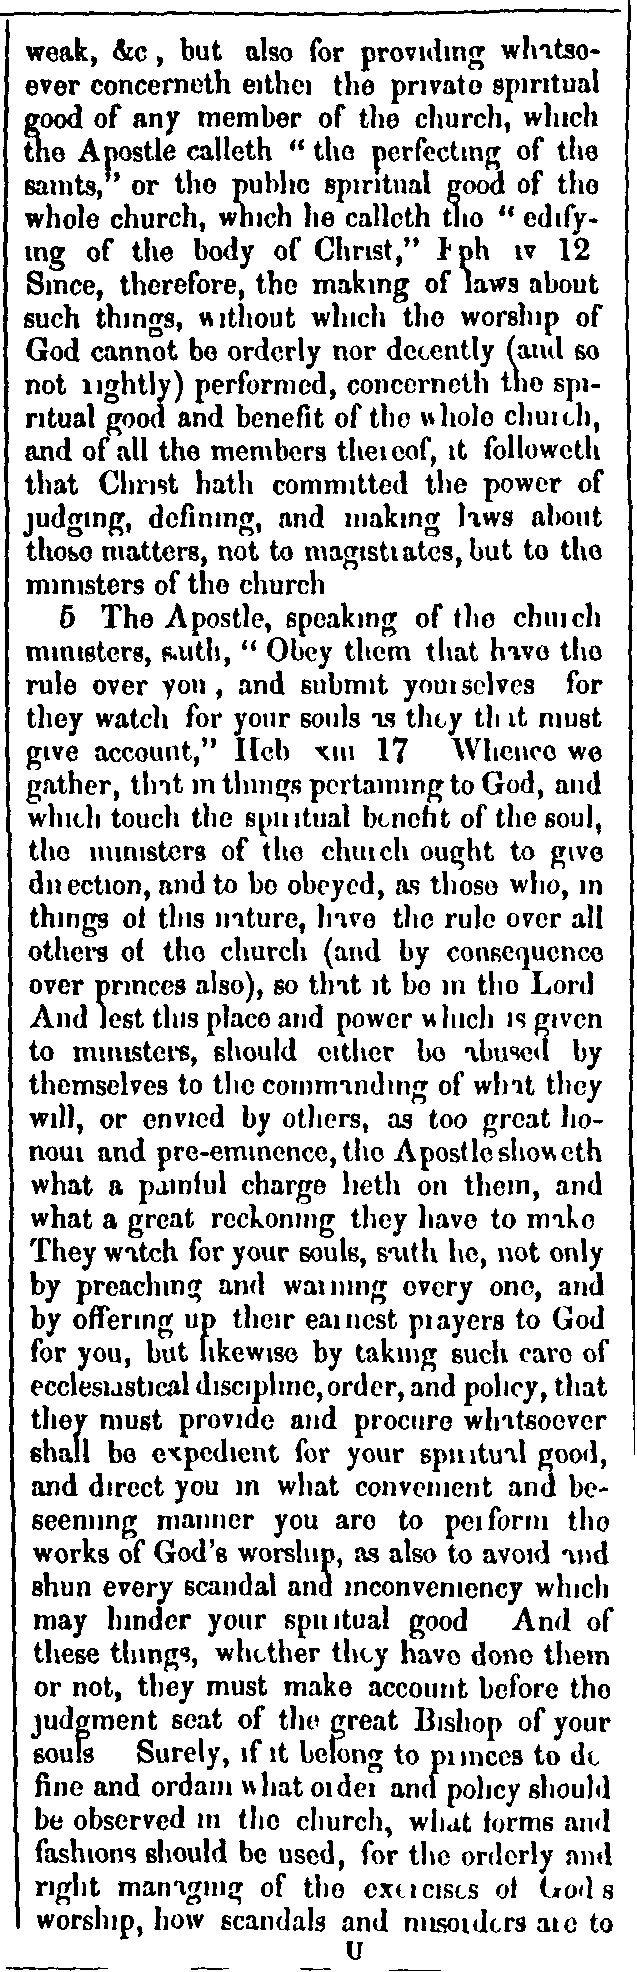 weak, &c, but also for providing whatso-
ever concerneth either the private spiritual
good of any member of the church, which
the Apostle calleth “ the perfecting of the
saints,” or the public spiritual good of the
whole church, which he calleth the “ edify-
ing of the body of Christ,” Eph iv 12
Since, therefore, the making of laws about
such things, without which the worship of
God cannot be orderly nor decently (and so
not rightly) performed, concerneth the spi-
ritual good and benefit of the whole church,
and of all the members thereof, it followeth
that Christ hath committed the power of
judging, defining, and making laws about
those matters, not to magistrates, but to the
ministers of the church
5 The Apostle, speaking of the church
ministers, saith, “ Obey them that have the
rule over you, and submit yourselves for
they watch for your souls as they that must
give account,” Heb xiii 17 Whence we
gather, that in things pertaining to God, and
which touch the spiritual benefit of the soul,
the ministers of the church ought to give
direction, and to be obeyed, as those who, in
things of this nature, have the rule over all
others of the church (and by consequence
over princes also), so that it be in the Lord
And lest this place and power which is given
to ministers, should either be abused by
themselves to the commanding of what they
will, or envied by others, as too great ho-
nour and pre-eminence, the Apostle showeth
what a painful charge lieth on them, and
what a great reckoning they have to make
They watch for your souls, saith he, not only
by preaching and warning every one, and
by offering up their earnest prayers to God
for you, but likewise by taking such care of
ecclesiastical discipline, order, and policy, that
they must provide and procure whatsoever
shall be expedient for your spiritual good,
and direct you in what convenient and be-
seeming manner you are to perform the
works of God's worship, as also to avoid and
shun every scandal and inconveniency which
may hinder your spiritual good And of
these things, whether they have done them
or not, they must make account before the
judgment seat of the great Bishop of your
souls Surely, if it belong to princes to de
fine and ordain what order and policy should
be observed in the church, what forms and
fashions should be used, for the orderly and
right managing of the exercises of God s
worship, how scandals and misorders are to
U